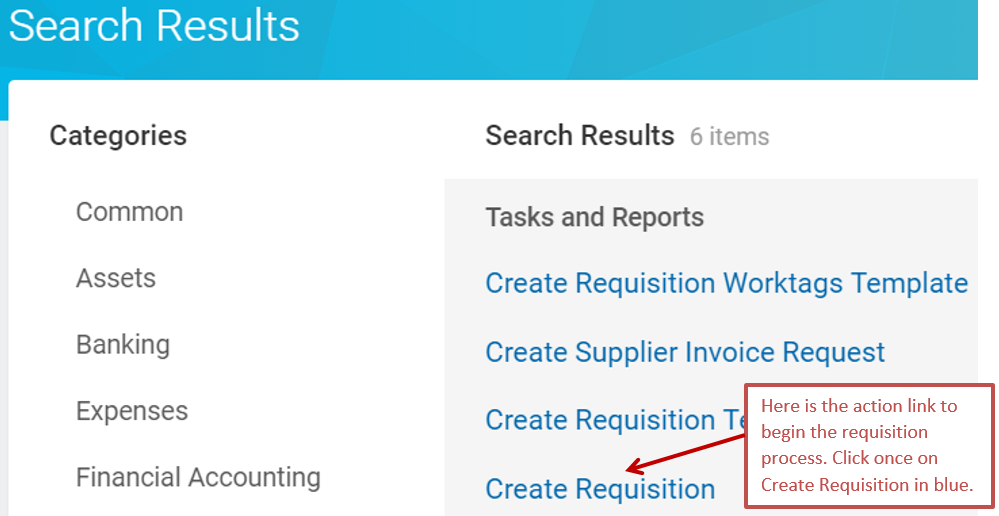 Search Results
Categories
Common
Assets
Banking
Expenses
Financial Accounting
Search Results 6 items
Tasks and Reports
Create Requisition Worktags Template
Create Supplier Invoice Request
Create Requisition
Create Requisition
Here is the action link to
begin the requisition
process. Click once on
Create Requisition in blue.